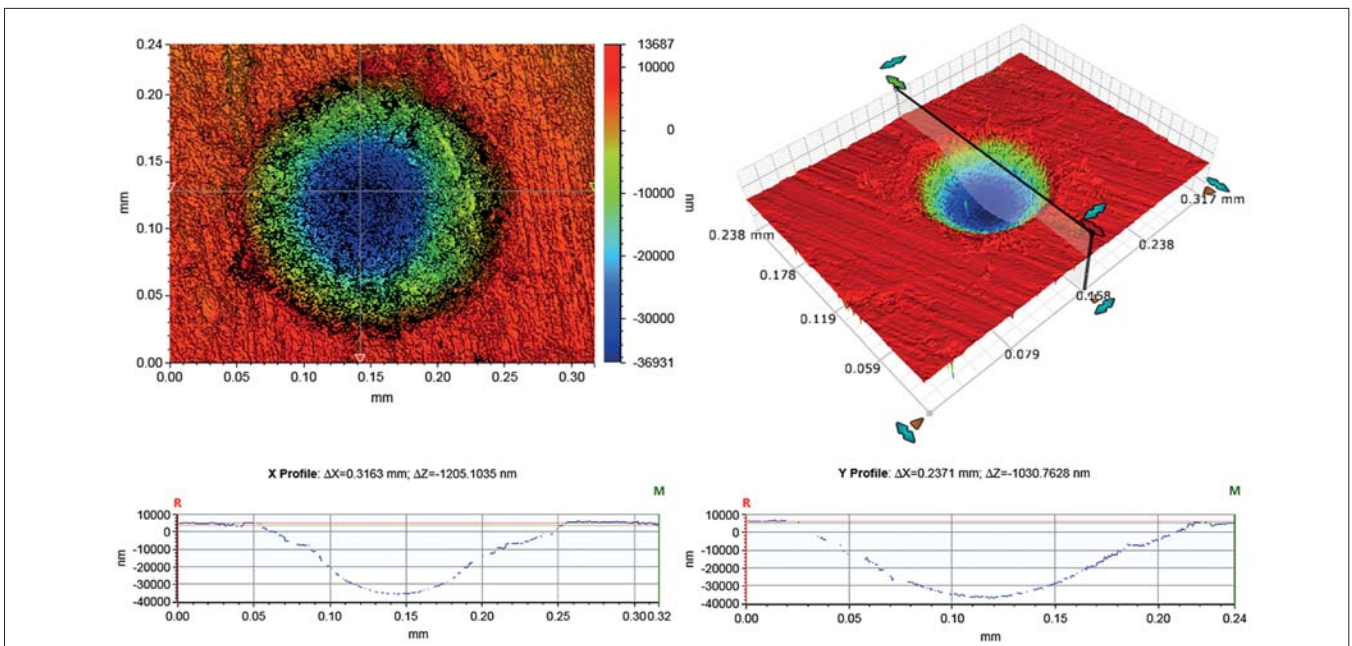 0.24
0.20
0.15
0.10
0.05
0.00
mm
0.00 0.05 0.10 0.15 0.20 0.25 0.30
mm
13687
10000
0
-10000
-20000
-30000
-36931
nm
0.238 mm
0.178
0.119
0.059
0.079
0.158
0.238
0.317 mm
X Profile: ΔX=0.3163 mm; ΔZ=-1205.1035 nm
R M
10000
0
-10000
-20000
-30000
-40000
nm
0.00 0.05 0.10 0.15 0.20 0.25 0.30 0.32
mm
Y Profile: ΔX=0.2371 mm; ΔZ=-1030.7628 nm
R M
10000
0
-10000
-20000
-30000
-40000
nm
0.00 0.05 0.10 0.15 0.20 0.24
mm